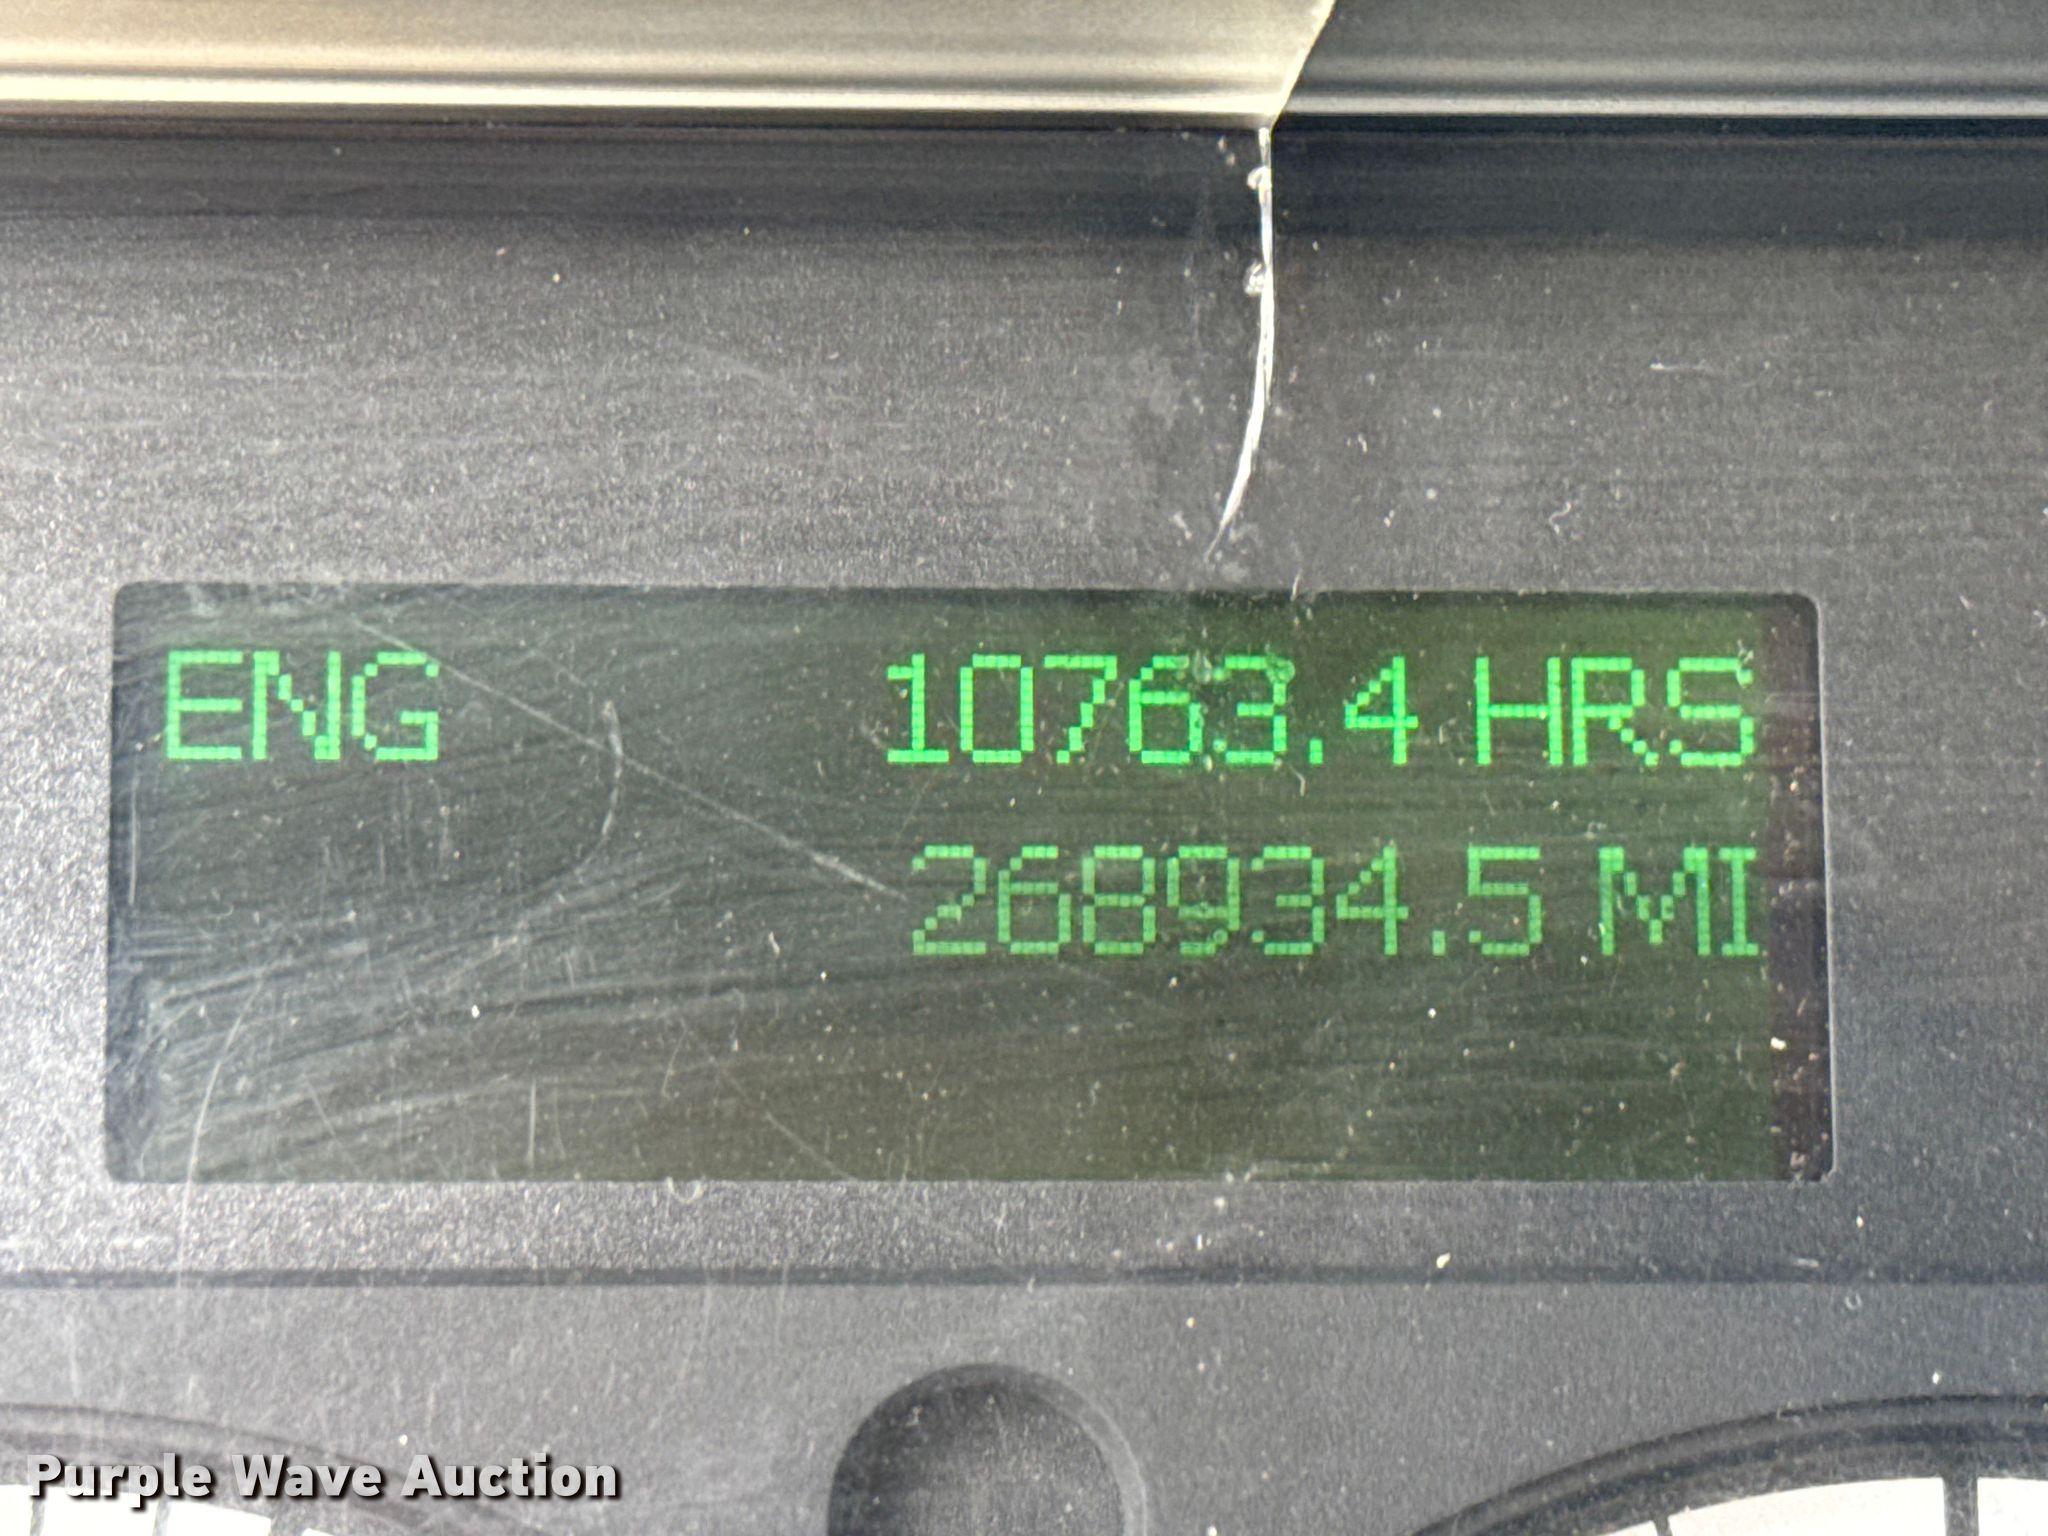 ENG 10763.4 HRS
268934.5 MI
Purple Wave Auction